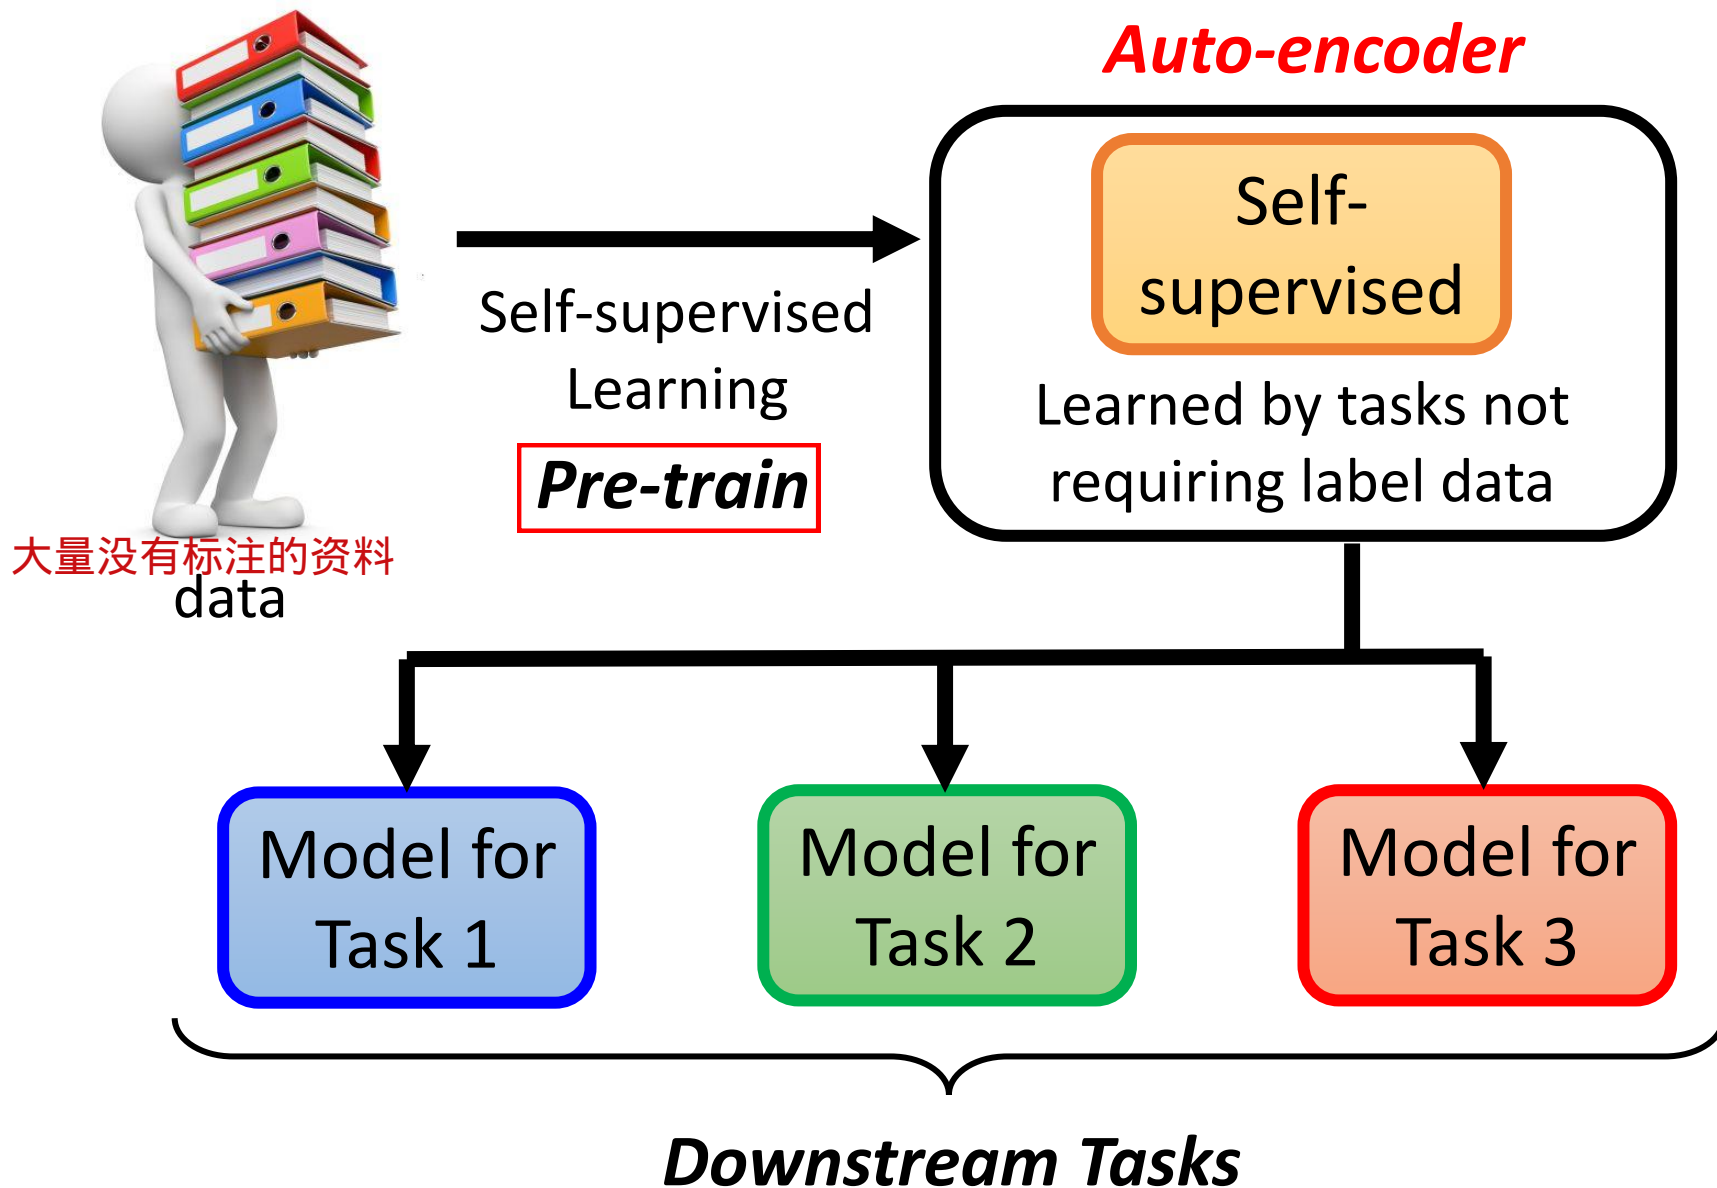 Auto-encoder
Self-
supervised
Learned by tasks not
requiring label data
Self-supervised
Learning
Pre-train
大量没有标注的资料
data
Model for
Task 1
Model for
Task 2
Model for
Task 3
Downstream Tasks